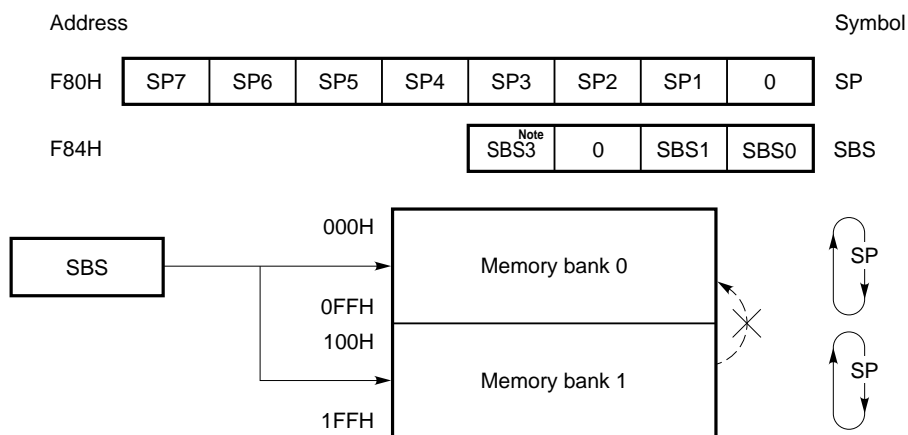 Address Symbol
F80H SP7 SP6 SP5 SP4 SP3 SP2 SP1 0 SP
F84H SBS3 Note 0 SBS1 SBS0 SBS
000H
SBS Memory bank 0 SP
0FFH
100H
Memory bank 1 SP
1FFH